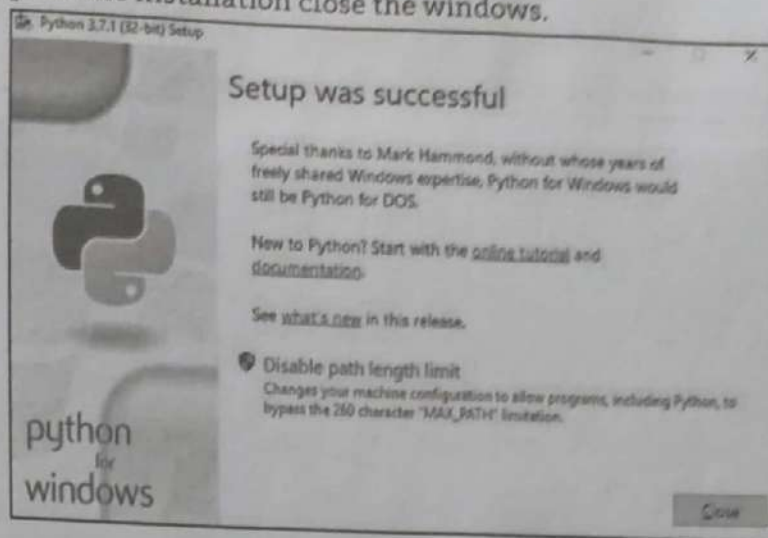 installation close the windows.
Python 3.7.1 (32-bit) Setup
Setup was successful
Special thanks to Mark Hammond, without whose years of
freely shared Windows expertise, Python for Windows would
still be Python for DOS.
New to Python? Start with the online tutorial and
documentation.
See what's new in this release.
Disable path length limit
Changes your machine configuration to allow programs, including Python, to
bypass the 260 character "MAX_PATH" limitation.
python
for
windows
Close